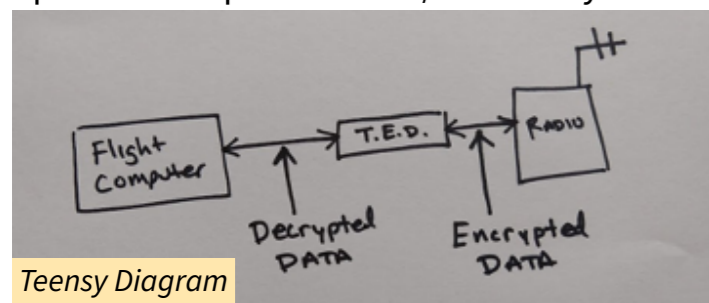 Flight
Computer
T.E.D.
RADIO
Decrypted
DATA
Encrypted
DATA
Teensy Diagram